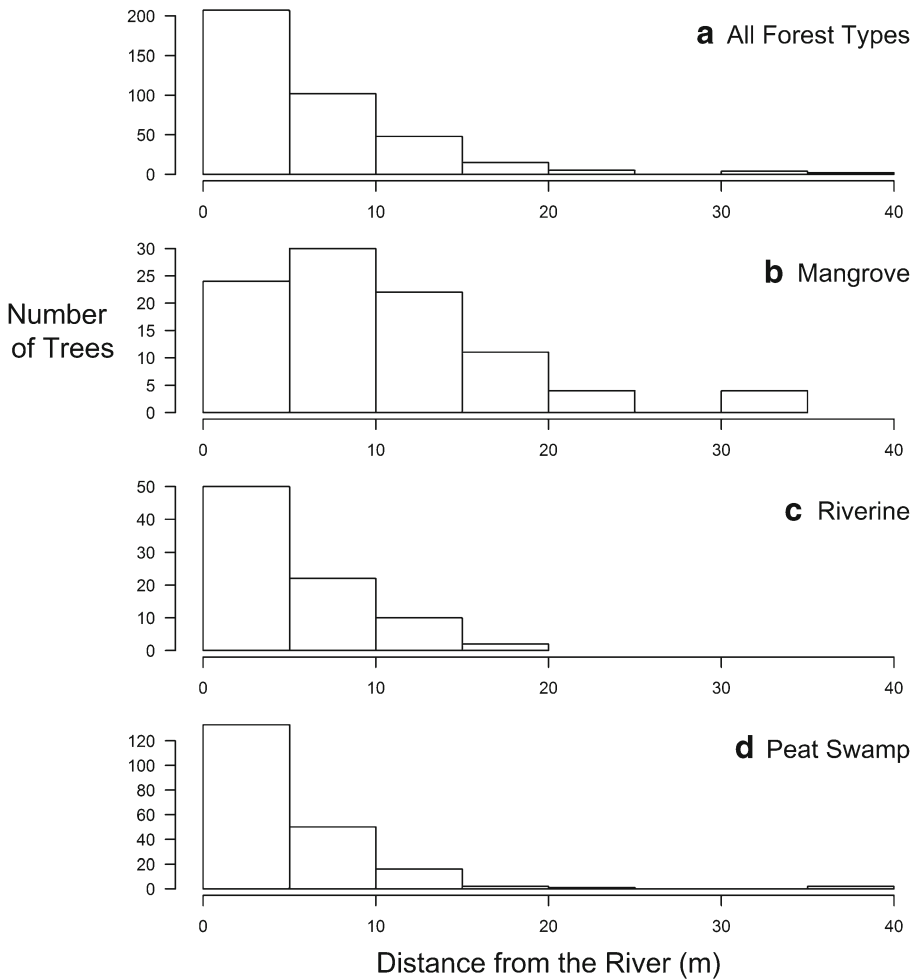 a All Forest Types
200
150
100
50
0
0 10 20 30 40
b Mangrove
30
25
20
15
10
5
0
0 10 20 30 40
Number
of Trees
c Riverine
50
40
30
20
10
0
0 10 20 30 40
d Peat Swamp
120
100
80
60
40
20
0
0 10 20 30 40
Distance from the River (m)